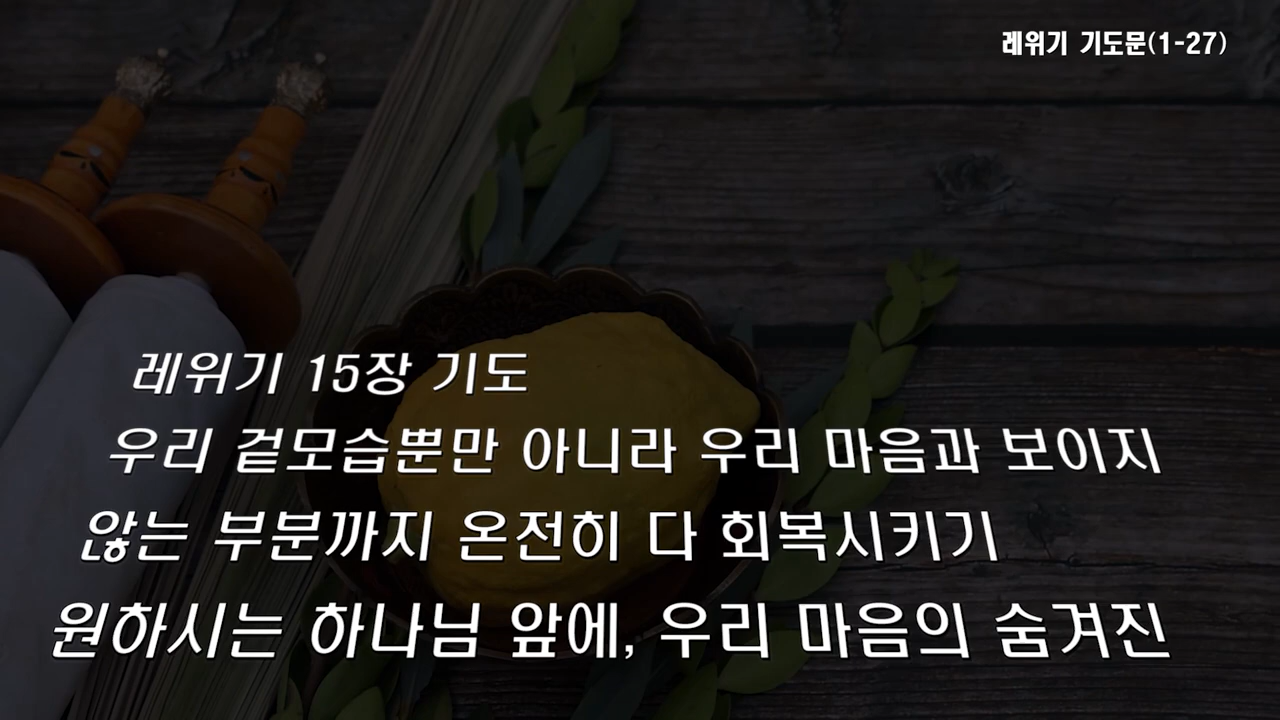 레위기 기도문(1-27)
레위기 15장 기도
우리 겉모습뿐만 아니라 우리 마음과 보이지
않는 부분까지 온전히 다 회복시키기
원하시는 하나님 앞에, 우리 마음의 숨겨진